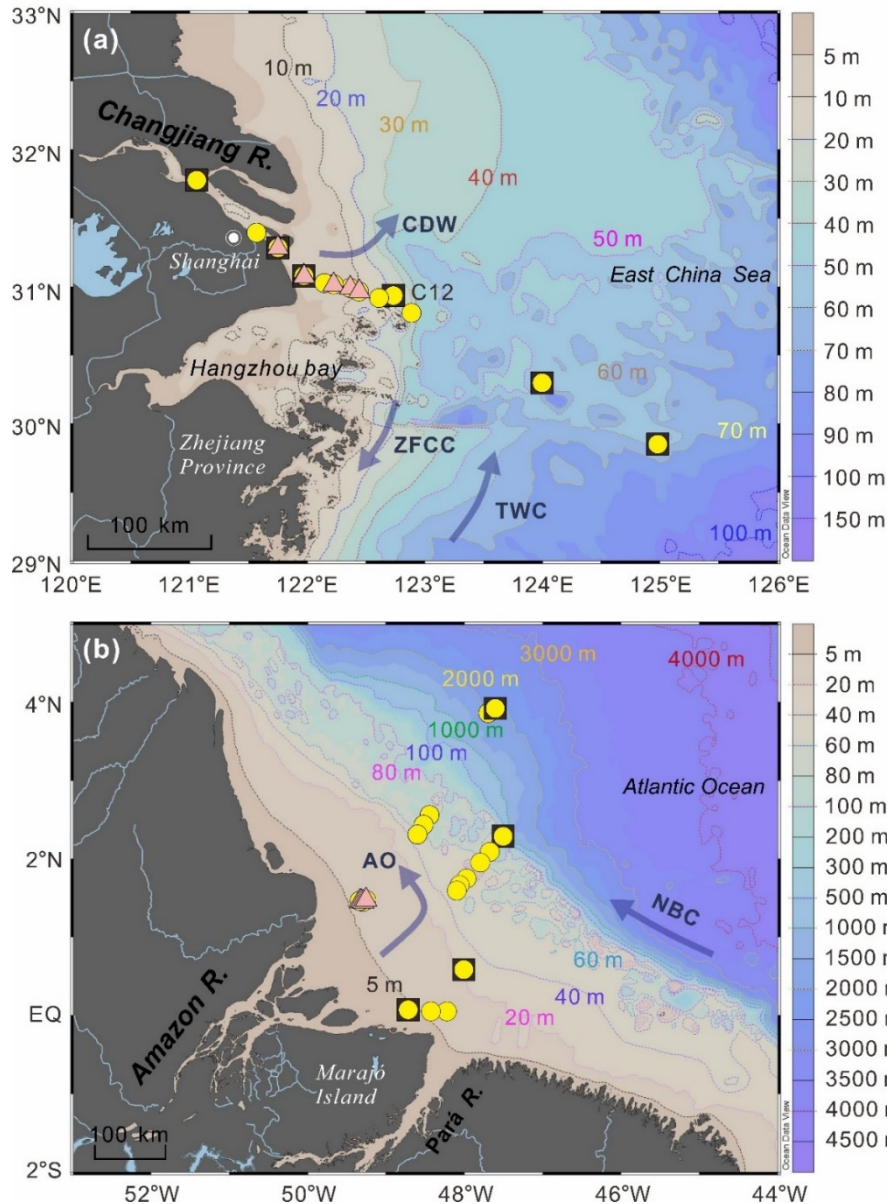 33°N
(a)
10 m
20 m
30 m
40 m
Changjiang R.
32°N
CDW
50 m
Shanghai
East China Sea
31°N
C12
Hangzhou bay
60 m
30°N
ZFCC
70 m
Zhejiang
Province
TWC
100 km
100 m
29°N
120°E
121°E
122°E
123°E
124°E
125°E
126°E
5 m
10 m
20 m
30 m
40 m
50 m
60 m
70 m
80 m
90 m
100 m
150 m
Ocean Data View
(b)
3000 m
4000 m
2000 m
4°N
1000 m
100 m
80 m
Atlantic Ocean
2°N
AO
NBC
60 m
Amazon R.
5 m
40 m
EQ
20 m
Marajó
Island
Pará R.
100 km
2°S
52°W
50°W
48°W
46°W
44°W
5 m
20 m
40 m
60 m
80 m
100 m
200 m
300 m
500 m
1000 m
1500 m
2000 m
2500 m
3000 m
3500 m
4000 m
4500 m
Ocean Data View